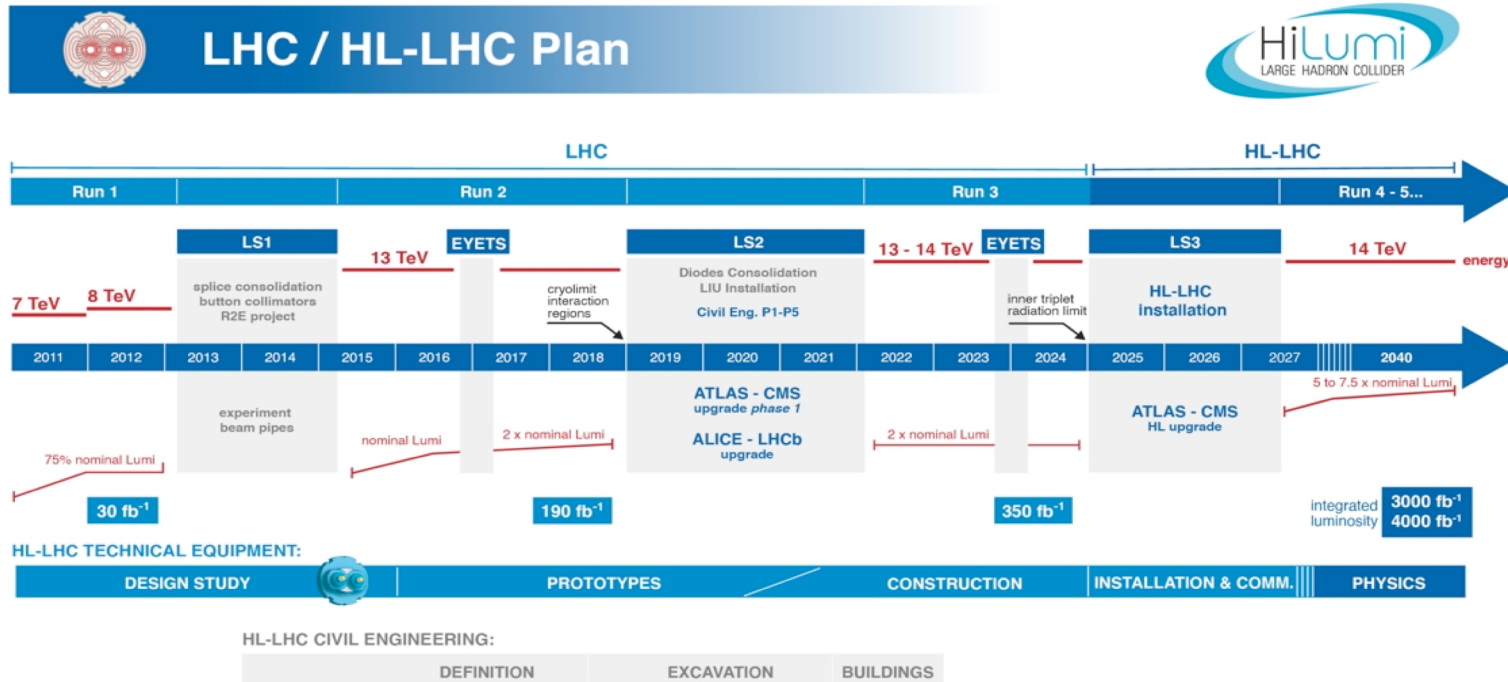 LHC / HL-LHC Plan
HiLumi
LARGE HADRON COLLIDER
LHC
HL-LHC
Run 1
Run 2
Run 3
Run 4 - 5...
LS1
EYETS
LS2
EYETS
LS3
7 TeV
8 TeV
13 TeV
13 - 14 TeV
14 TeV
energy
splice consolidation
button collimators
R2E project
cryolimit
interaction
regions
Diodes Consolidation
LIU Installation
Civil Eng. P1-P5
inner triplet
radiation limit
HL-LHC
installation
2011 2012 2013 2014 2015 2016 2017 2018 2019 2020 2021 2022 2023 2024 2025 2026 2027 2040
experiment
beam pipes
75% nominal Lumi
nominal Lumi
2 x nominal Lumi
ATLAS - CMS
upgrade phase 1
ALICE - LHCb
upgrade
2 x nominal Lumi
ATLAS - CMS
HL upgrade
5 to 7.5 x nominal Lumi
30 fb⁻¹
190 fb⁻¹
350 fb⁻¹
integrated
luminosity
3000 fb⁻¹
4000 fb⁻¹
HL-LHC TECHNICAL EQUIPMENT:
DESIGN STUDY
PROTOTYPES
CONSTRUCTION
INSTALLATION & COMM.
PHYSICS
HL-LHC CIVIL ENGINEERING:
DEFINITION
EXCAVATION
BUILDINGS